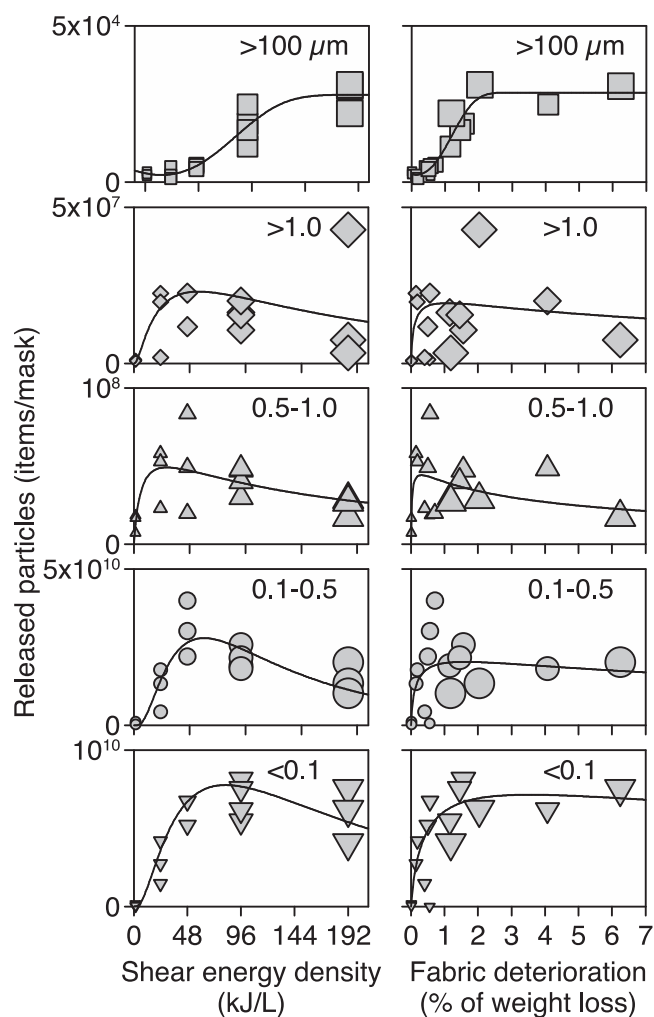 5x10⁴
>100 µm
>100 µm
0
5x10⁷
>1.0
>1.0
0
10⁸
0.5-1.0
0.5-1.0
0
5x10¹⁰
0.1-0.5
0.1-0.5
0
10¹⁰
<0.1
<0.1
0
Released particles (items/mask)
0 48 96 144 192
0 1 2 3 4 5 6 7
Shear energy density
(kJ/L)
Fabric deterioration
(% of weight loss)